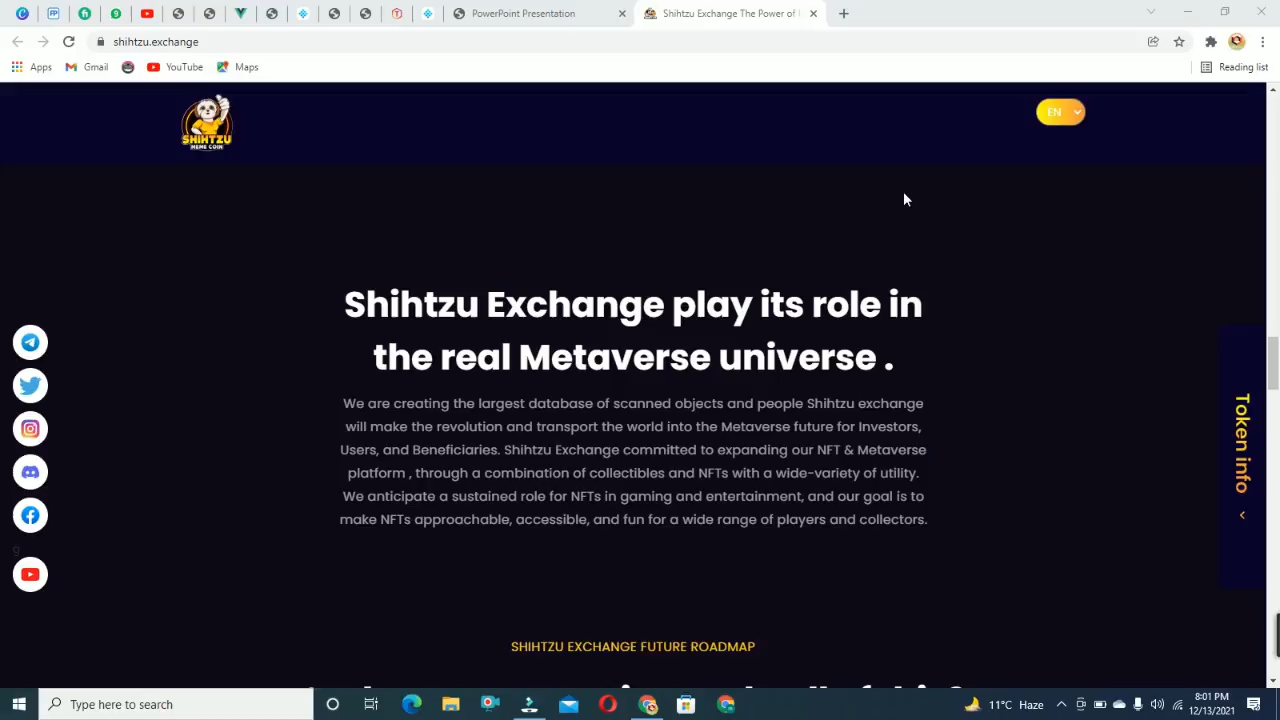 PowerPoint Presentation
Shihtzu Exchange The Power of
shihtzu.exchange
Apps
Gmail
YouTube
Maps
Reading list
SHIHTZU
MEME COIN
EN
Shihtzu Exchange play its role in
the real Metaverse universe .
We are creating the largest database of scanned objects and people Shihtzu exchange
will make the revolution and transport the world into the Metaverse future for Investors,
Users, and Beneficiaries. Shihtzu Exchange committed to expanding our NFT & Metaverse
platform , through a combination of collectibles and NFTs with a wide-variety of utility.
We anticipate a sustained role for NFTs in gaming and entertainment, and our goal is to
make NFTs approachable, accessible, and fun for a wide range of players and collectors.
Token info
9
SHIHTZU EXCHANGE FUTURE ROADMAP
Type here to search
11°C Haze
8:01 PM
12/13/2021